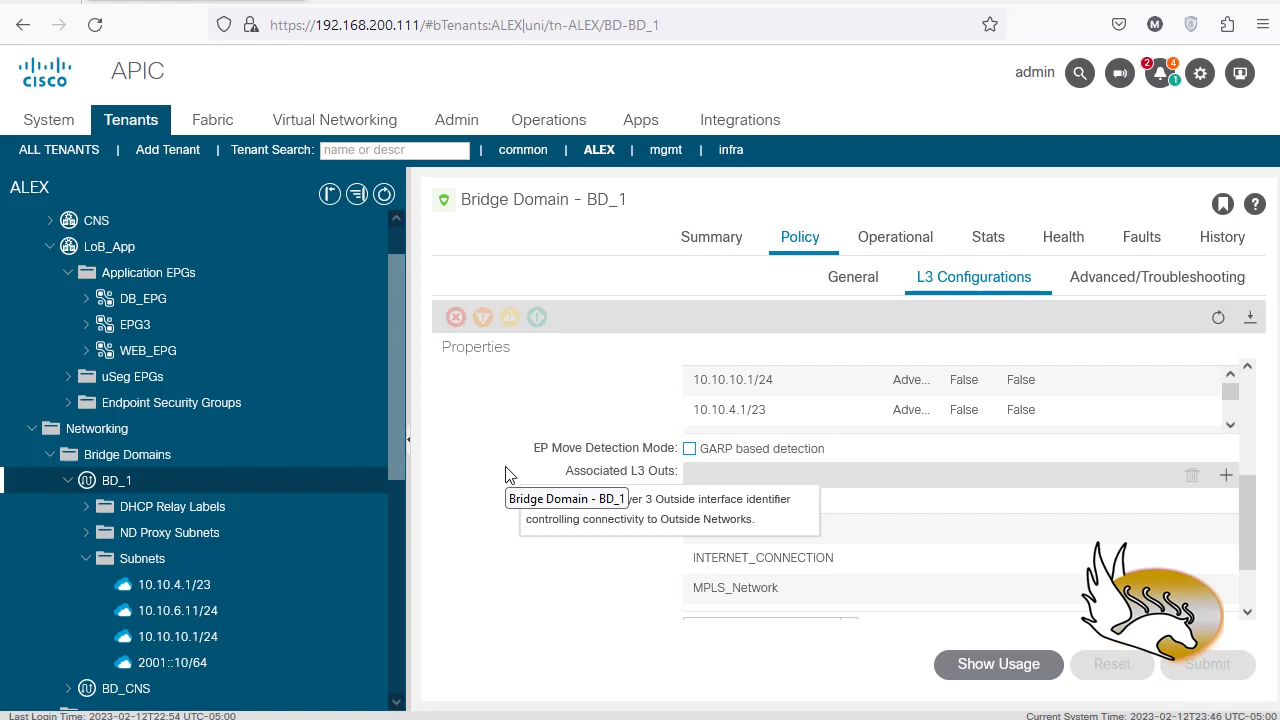 https://192.168.200.111/#bTenants:ALEX|uni/tn-ALEX/BD-BD_1
M
CISCO
APIC
admin
2
4
1
System
Tenants
Fabric
Virtual Networking
Admin
Operations
Apps
Integrations
ALL TENANTS | Add Tenant | Tenant Search: name or descr | common | ALEX | mgmt | infra
ALEX
CNS
LoB_App
Application EPGs
DB_EPG
EPG3
WEB_EPG
uSeg EPGs
Endpoint Security Groups
Networking
Bridge Domains
BD_1
DHCP Relay Labels
ND Proxy Subnets
Subnets
10.10.4.1/23
10.10.6.11/24
10.10.10.1/24
2001::10/64
BD_CNS
Bridge Domain - BD_1
Summary
Policy
Operational
Stats
Health
Faults
History
General
L3 Configurations
Advanced/Troubleshooting
Properties
10.10.10.1/24 Adve... False False
10.10.4.1/23 Adve... False False
EP Move Detection Mode: GARP based detection
Associated L3 Outs:
Bridge Domain - BD_1
yer 3 Outside interface identifier
controlling connectivity to Outside Networks.
INTERNET_CONNECTION
MPLS_Network
Show Usage
Reset
Submit
Last Login Time: 2023-02-12T22:54 UTC-05:00
Current System Time: 2023-02-12T23:46 UTC-05:00